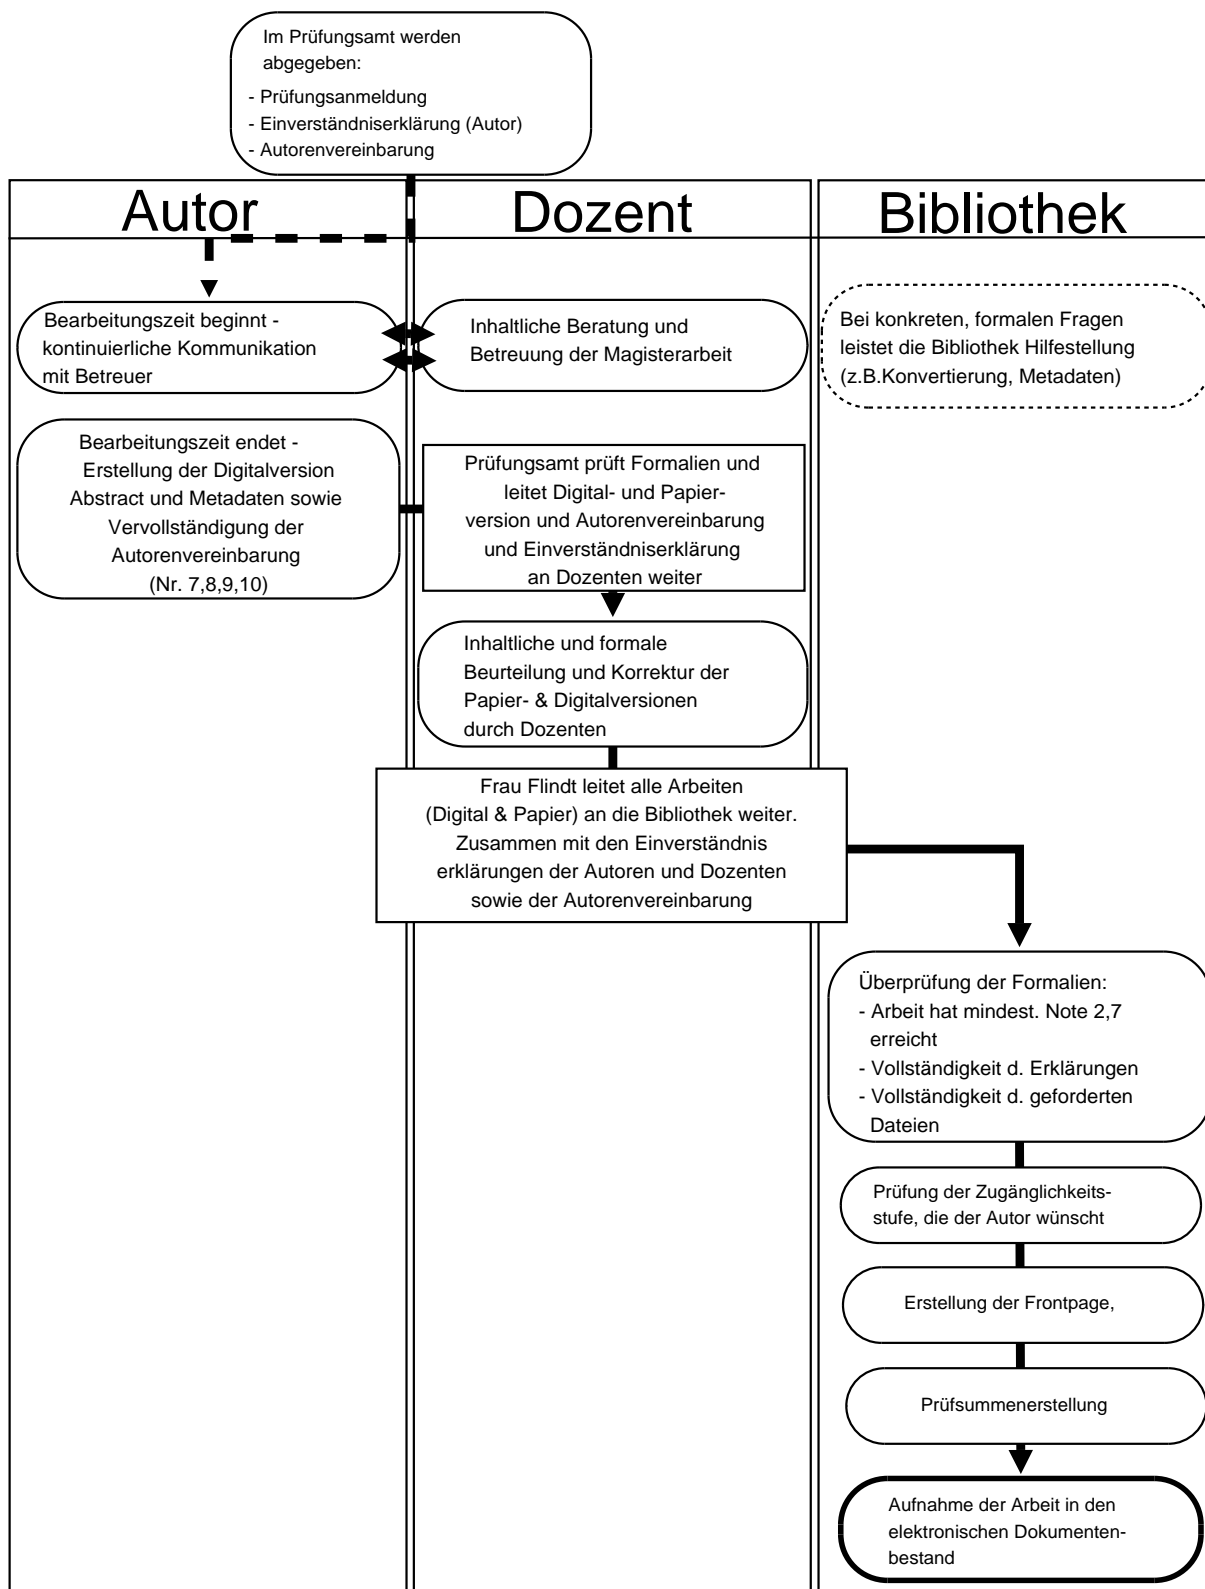 Im Prüfungsamt werden
abgegeben:
- Prüfungsanmeldung
- Einverständniserklärung (Autor)
- Autorenvereinbarung
Autor
Dozent
Bibliothek
Bearbeitungszeit beginnt -
kontinuierliche Kommunikation
mit Betreuer
Inhaltliche Beratung und
Betreuung der Magisterarbeit
Bei konkreten, formalen Fragen
leistet die Bibliothek Hilfestellung
(z.B.Konvertierung, Metadaten)
Bearbeitungszeit endet -
Erstellung der Digitalversion
Abstract und Metadaten sowie
Vervollständigung der
Autorenvereinbarung
(Nr. 7,8,9,10)
Prüfungsamt prüft Formalien und
leitet Digital- und Papier-
version und Autorenvereinbarung
und Einverständniserklärung
an Dozenten weiter
Inhaltliche und formale
Beurteilung und Korrektur der
Papier- & Digitalversionen
durch Dozenten
Frau Flindt leitet alle Arbeiten
(Digital & Papier) an die Bibliothek weiter.
Zusammen mit den Einverständnis
erklärungen der Autoren und Dozenten
sowie der Autorenvereinbarung
Überprüfung der Formalien:
- Arbeit hat mindest. Note 2,7
erreicht
- Vollständigkeit d. Erklärungen
- Vollständigkeit d. geforderten
Dateien
Prüfung der Zugänglichkeits-
stufe, die der Autor wünscht
Erstellung der Frontpage,
Prüfsummenerstellung
Aufnahme der Arbeit in den
elektronischen Dokumenten-
bestand